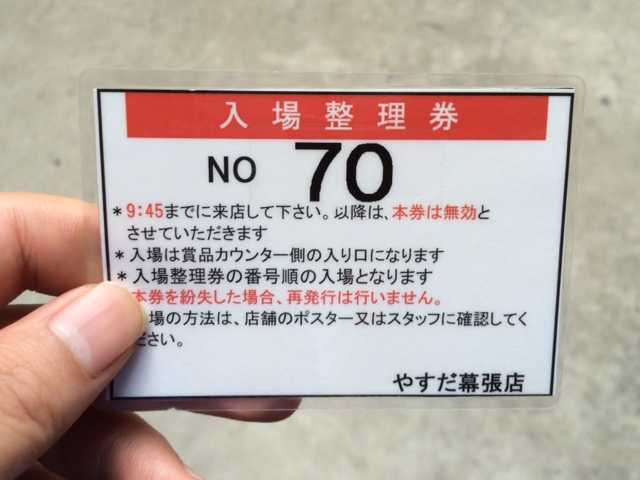 入場整理券
NO 70
*9:45までに来店して下さい。以降は、本券は無効と
させていただきます
*入場は賞品カウンター側の入り口になります
*入場整理券の番号順の入場となります
本券を紛失した場合、再発行は行いません。
場の方法は、店舗のポスター又はスタッフに確認してく
ださい。
やすだ幕張店